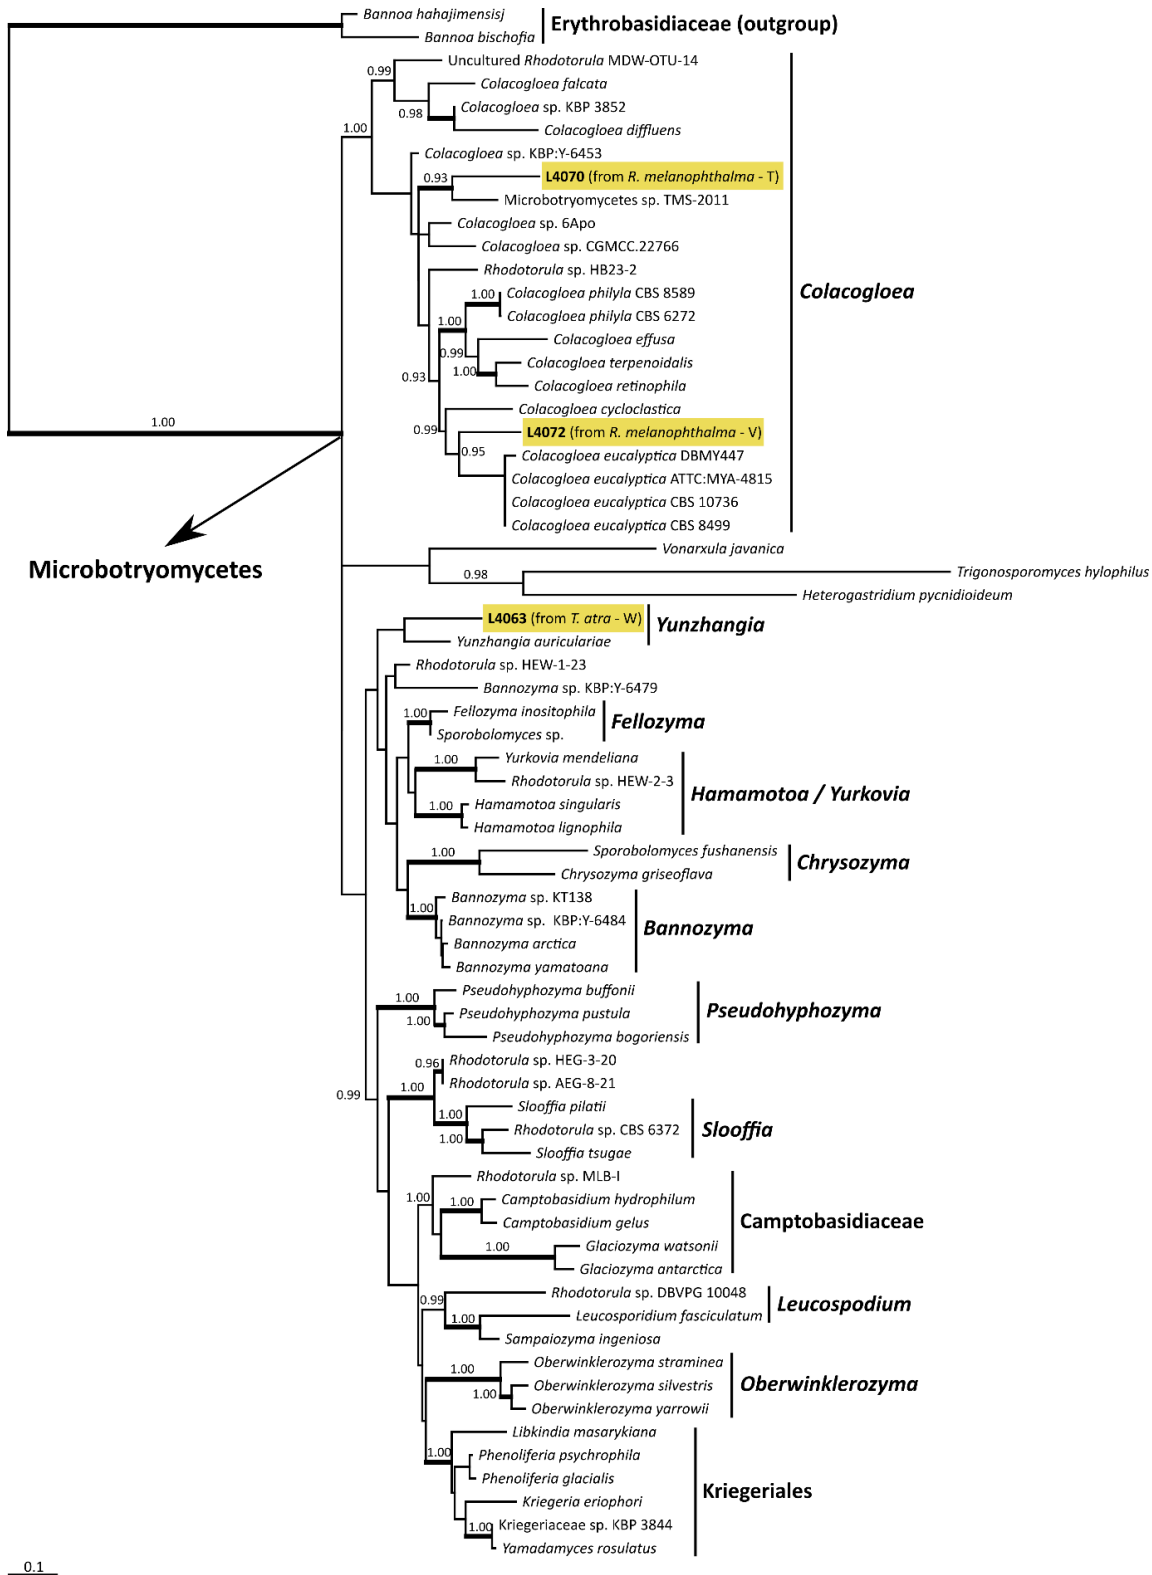 Bannoa hahajimensisj
Bannoa bischofia
Erythrobasidiaceae (outgroup)
Uncultured Rhodotorula MDW-OTU-14
0.99
Colacogloea falcata
Colacogloea sp. KBP 3852
0.98
Colacogloea diffluens
1.00
Colacogloea sp. KBP:Y-6453
0.93
L4070 (from R. melanophthalma - T)
Microbotryomycetes sp. TMS-2011
Colacogloea sp. 6Apo
Colacogloea sp. CGMCC.22766
Rhodotorula sp. HB23-2
Colacogloea
1.00
Colacogloea philyla CBS 8589
Colacogloea philyla CBS 6272
1.00
Colacogloea effusa
0.99
Colacogloea terpenoidalis
1.00
Colacogloea retinophila
0.93
Colacogloea cycloclastica
0.99
L4072 (from R. melanophthalma - V)
0.95
Colacogloea eucalyptica DBMY447
Colacogloea eucalyptica ATTC:MYA-4815
Colacogloea eucalyptica CBS 10736
Colacogloea eucalyptica CBS 8499
1.00
Microbotryomycetes
Vonarxula javanica
0.98
Trigonosporomyces hylophilus
Heterogastridium pycnidioideum
L4063 (from T. atra - W)
Yunzhangia
Yunzhangia auriculariae
Rhodotorula sp. HEW-1-23
Bannozyma sp. KBP:Y-6479
1.00
Fellozyma inositophila
Fellozyma
Sporobolomyces sp.
Yurkovia mendeliana
1.00
Rhodotorula sp. HEW-2-3
Hamamotoa / Yurkovia
Hamamotoa singularis
1.00
Hamamotoa lignophila
Sporobolomyces fushanensis
1.00
Chrysozyma
Chrysozyma griseoflava
Bannozyma sp. KT138
1.00
Bannozyma sp. KBP:Y-6484
Bannozyma
Bannozyma arctica
Bannozyma yamatoana
Pseudohyphozyma buffonii
1.00
Pseudohyphozyma pustula
Pseudohyphozyma
1.00
Pseudohyphozyma bogoriensis
Rhodotorula sp. HEG-3-20
0.96
Rhodotorula sp. AEG-8-21
0.99
1.00
Slooffia pilatii
1.00
Rhodotorula sp. CBS 6372
Slooffia
1.00
Slooffia tsugae
Rhodotorula sp. MLB-I
1.00
1.00
Camptobasidium hydrophilum
Camptobasidium gelus
Camptobasidiaceae
Glaciozyma watsonii
1.00
Glaciozyma antarctica
Rhodotorula sp. DBVPG 10048
0.99
Leucosporidium fasciculatum
Leucospodium
1.00
Sampaiozyma ingeniosa
Oberwinklerozyma straminea
1.00
Oberwinklerozyma silvestris
Oberwinklerozyma
1.00
Oberwinklerozyma yarrowii
Libkindia masarykiana
1.00
Phenoliferia psychrophila
Phenoliferia glacialis
Kriegeriales
Kriegeria eriophori
1.00
Kriegeriaceae sp. KBP 3844
Yamadamyces rosulatus
0.1